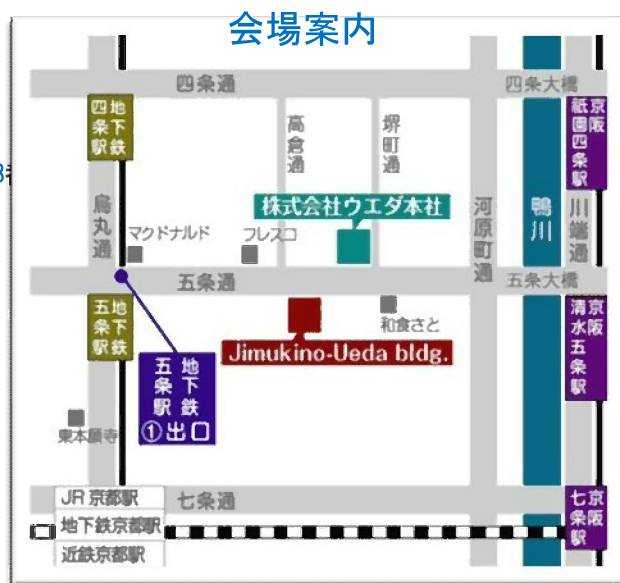 会場案内
四条通
四条大橋
地下鉄
四条駅
京阪
祇園四条駅
高倉通
堺町通
烏丸通
株式会社ウエダ本社
河原町通
鴨川
川端通
マクドナルド
フレスコ
五条通
五条大橋
地下鉄
五条駅
和食さと
京阪
清水五条駅
Jimukino-Ueda bldg.
地下鉄
五条駅
①出口
東本願寺
JR京都駅
七条通
地下鉄京都駅
近鉄京都駅
京阪
七条駅